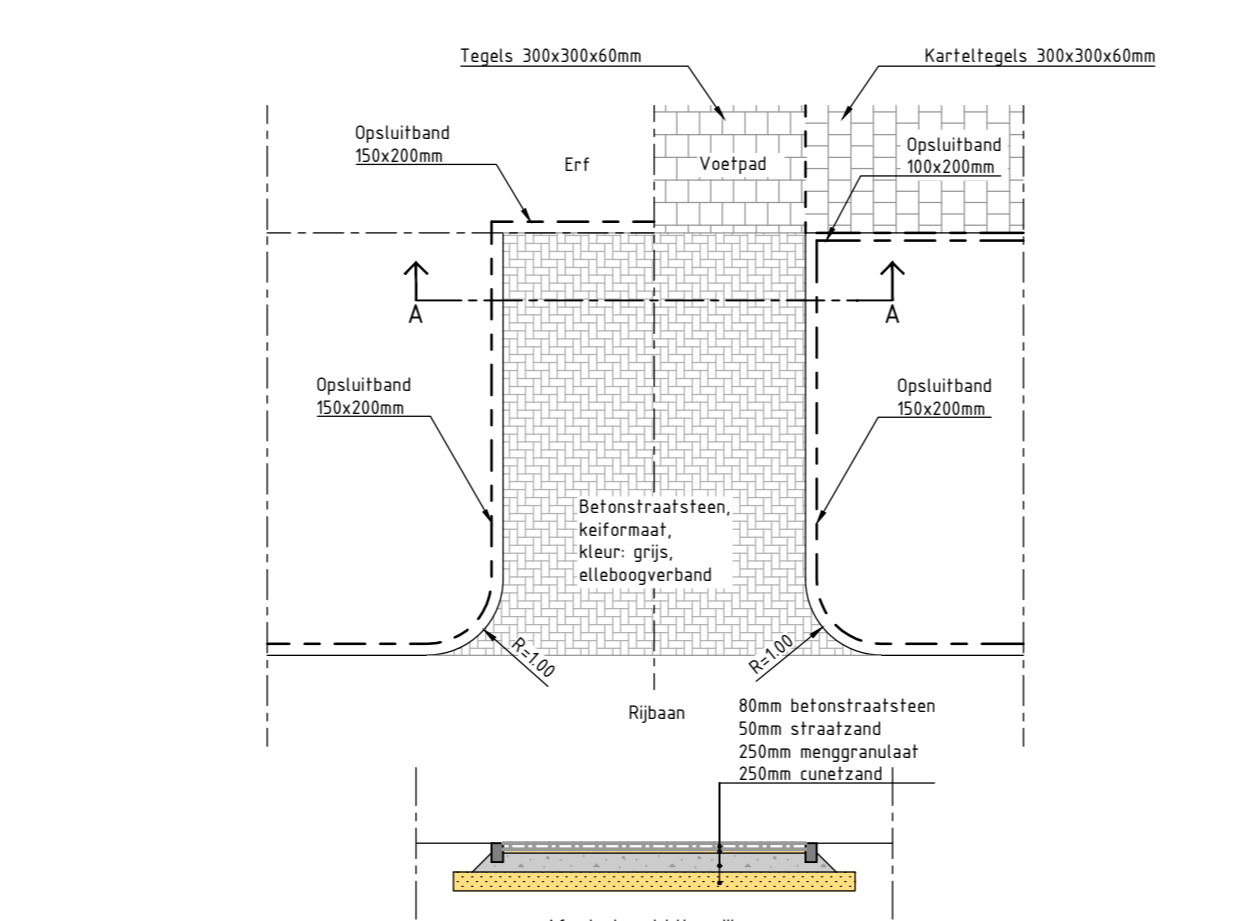 Tegels 300x300x60mm
Karteltegels 300x300x60mm
Opsluitband
150x200mm
Erf
Voetpad
Opsluitband
100x200mm
A
A
Opsluitband
150x200mm
Opsluitband
150x200mm
Betonstraatsteen,
keiformaat,
kleur: grijs,
elleboogverband
R=1.00
R=1.00
Rijbaan
80mm betonstraatsteen
50mm straatzand
250mm menggranulaat
250mm cunetzand